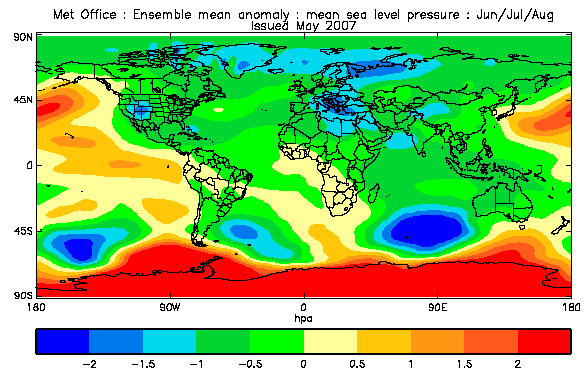 Met Office : Ensemble mean anomaly : mean sea level pressure : Jun/Jul/Aug
Issued May 2007
90N
45N
0
45S
90S
180 90W 0 90E 180
hpa
-2 -1.5 -1 -0.5 0 0.5 1 1.5 2